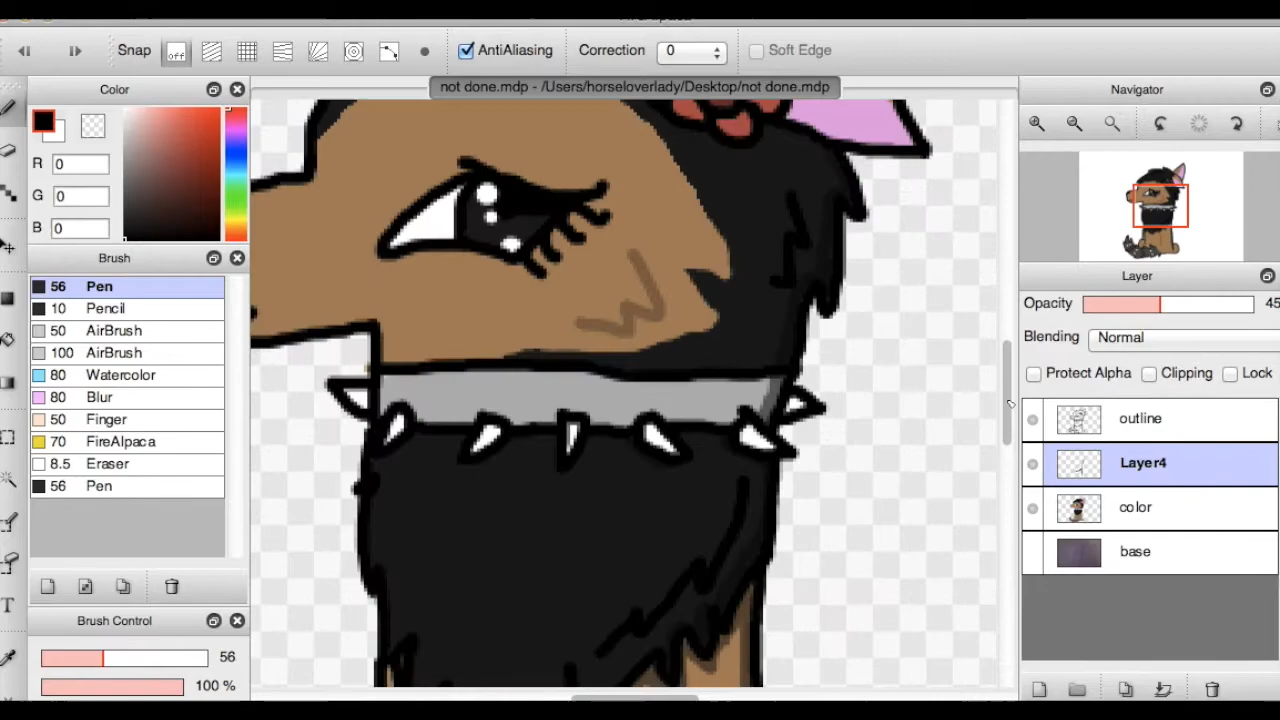 Snap off AntiAliasing Correction 0 Soft Edge
Color
not done.mdp - /Users/horseloverlady/Desktop/not done.mdp
Navigator
R 0
G 0
B 0
Brush
56 Pen
10 Pencil
50 AirBrush
100 AirBrush
80 Watercolor
80 Blur
50 Finger
70 FireAlpaca
8.5 Eraser
56 Pen
T
Brush Control
56
100 %
Layer
Opacity 45
Blending Normal
Protect Alpha Clipping Lock
outline
Layer4
color
base